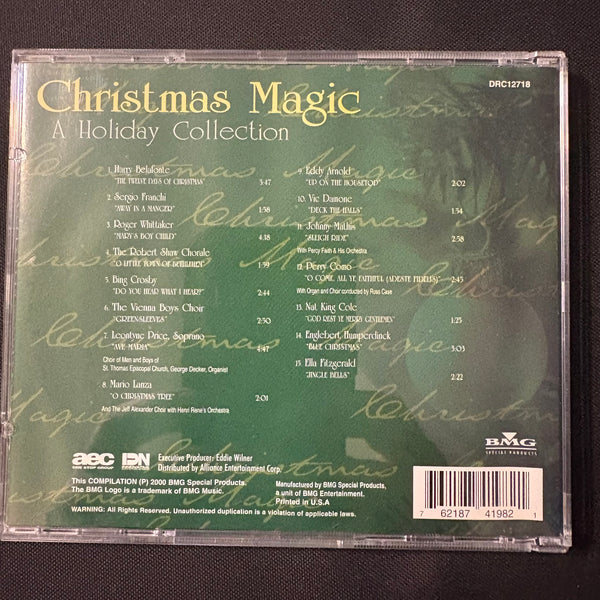 DRC12718
Christmas Magic
A Holiday Collection
1. Harry Belafonte
"THE TWELVE DAYS OF CHRISTMAS" 3:47
2. Sergio Franchi
"AWAY IN A MANGER" 1:58
3. Roger Whittaker
"MARY'S BOY CHILD" 4:18
4. The Robert Shaw Chorale
"O LITTLE TOWN OF BETHLEHEM" 1:59
5. Bing Crosby
"DO YOU HEAR WHAT I HEAR?" 2:44
6. The Vienna Boys Choir
"GREENSLEEVES" 2:50
7. Leontyne Price, Soprano
"AVE MARIA" 4:47
Choir of Men and Boys of
St. Thomas Episcopal Church, George Decker, Organist
8. Mario Lanza
"O CHRISTMAS TREE" 2:01
And The Jeff Alexander Choir with Henri Rene's Orchestra
9. Eddy Arnold
"UP ON THE HOUSETOP" 2:02
10. Vic Damone
"DECK THE HALLS" 1:54
11. Johnny Mathis
"SLEIGH RIDE" 2:58
With Percy Faith & His Orchestra
12. Perry Como
"O COME, ALL YE FAITHFUL (ADESTE FIDELES)" 2:45
With Organ and Choir conducted by Russ Case
13. Nat King Cole
"GOD REST YE MERRY GENTLEMEN" 1:25
14. Englebert Humperdinck
"BLUE CHRISTMAS" 3:03
15. Ella Fitzgerald
"JINGLE BELLS" 2:22
aec
ONE STOP GROUP
IDN
Executive Producer: Eddie Wilner
Distributed by Alliance Entertainment Corp.
BMG
SPECIAL PRODUCTS
This COMPILATION (P) 2000 BMG Special Products.
The BMG Logo is a trademark of BMG Music.
Manufactured by BMG Special Products,
a unit of BMG Entertainment.
Printed in U.S.A
WARNING: All Rights Reserved. Unauthorized duplication is a violation of applicable laws.
7 62187 41982 1